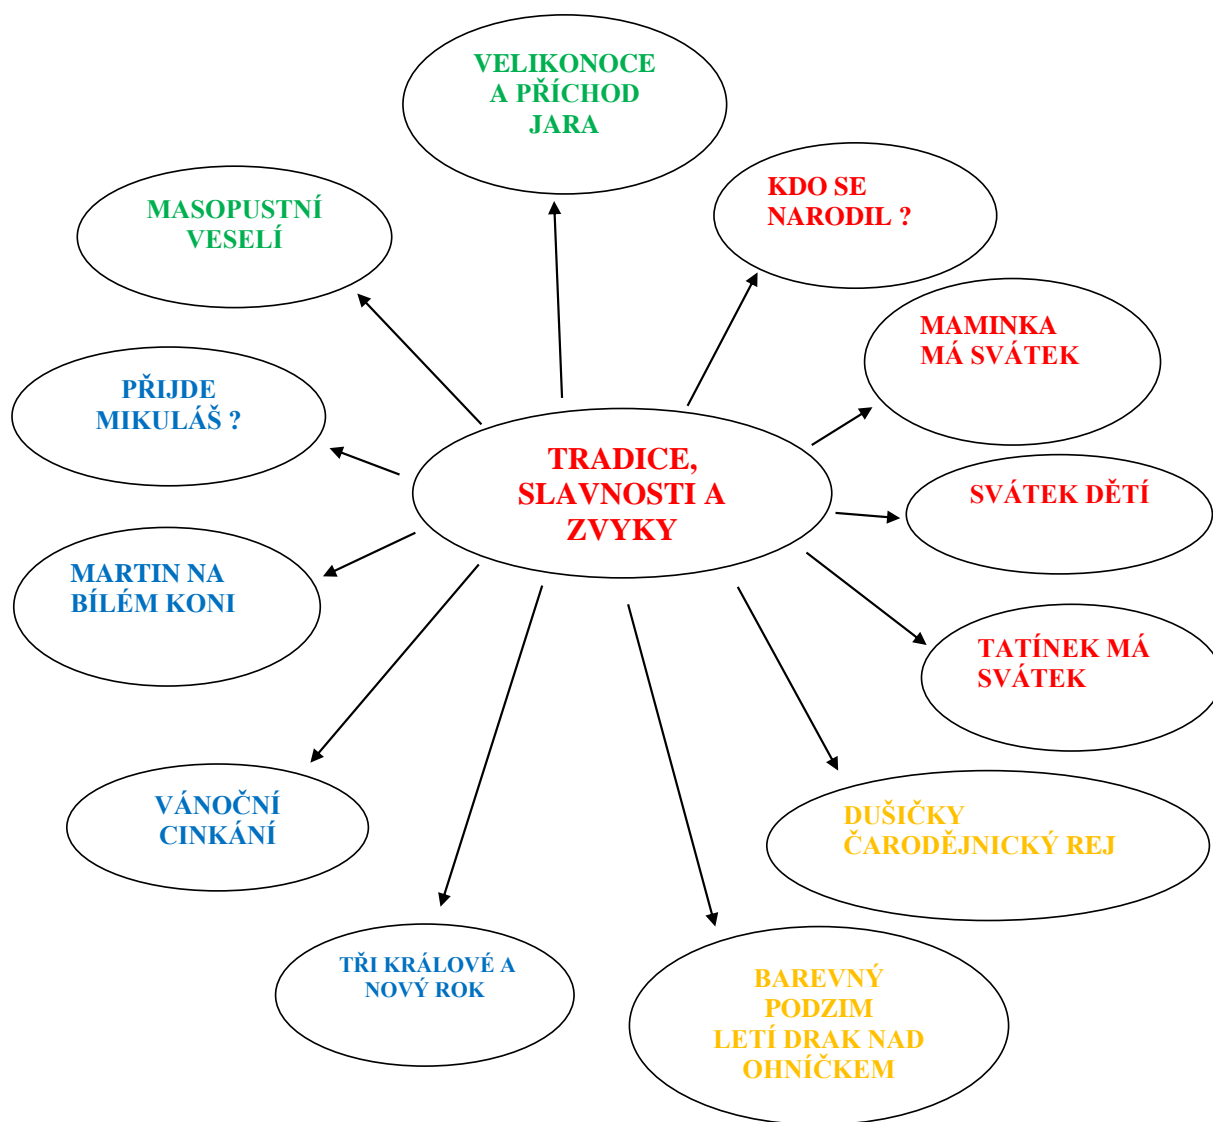 VELIKONOCE
A PŘÍCHOD
JARA
KDO SE
NARODIL ?
MASOPUSTNÍ
VESELÍ
MAMINKA
MÁ SVÁTEK
PŘIJDE
MIKULÁŠ ?
TRADICE,
SLAVNOSTI A
ZVYKY
SVÁTEK DĚTÍ
MARTIN NA
BÍLÉM KONI
TATÍNEK MÁ
SVÁTEK
VÁNOČNÍ
CINKÁNÍ
DUŠIČKY
ČARODĚJNICKÝ REJ
TŘI KRÁLOVÉ A
NOVÝ ROK
BAREVNÝ
PODZIM
LETÍ DRAK NAD
OHNÍČKEM